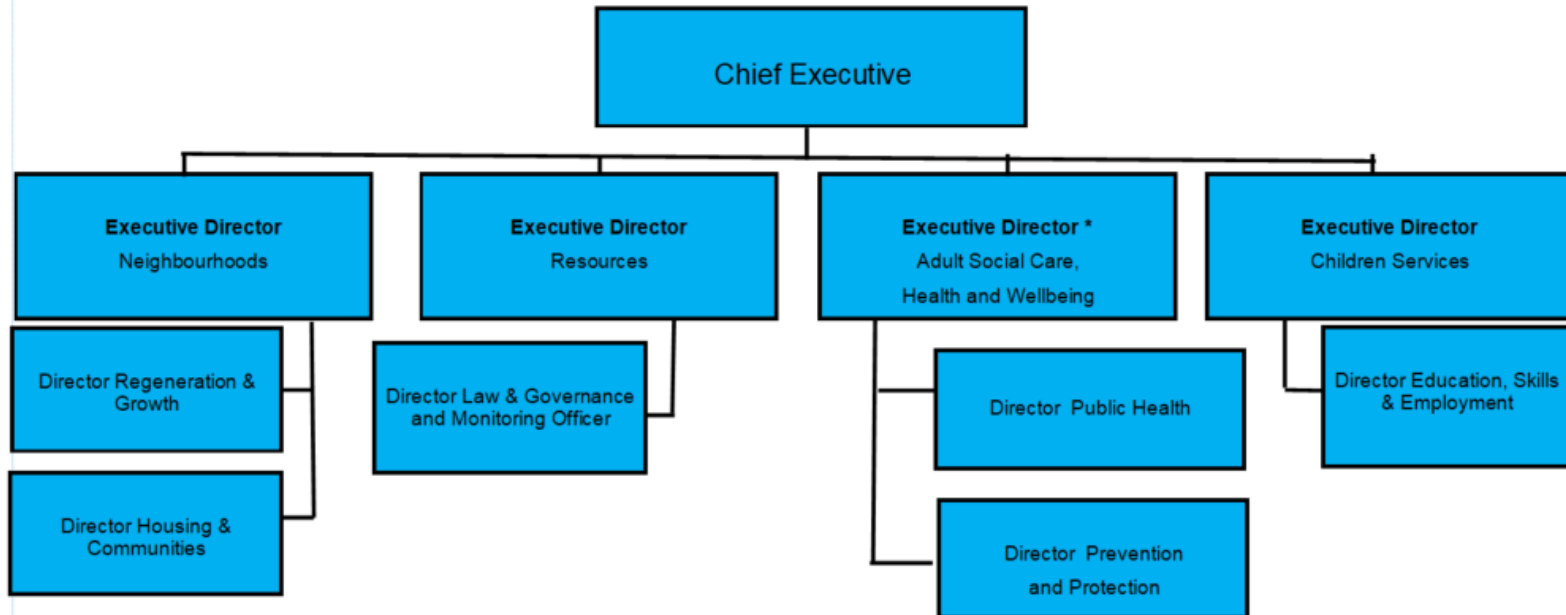 Chief Executive
Executive Director
Neighbourhoods
Executive Director
Resources
Executive Director *
Adult Social Care,
Health and Wellbeing
Executive Director
Children Services
Director Regeneration &
Growth
Director Housing &
Communities
Director Law & Governance
and Monitoring Officer
Director Public Health
Director Prevention
and Protection
Director Education, Skills
& Employment